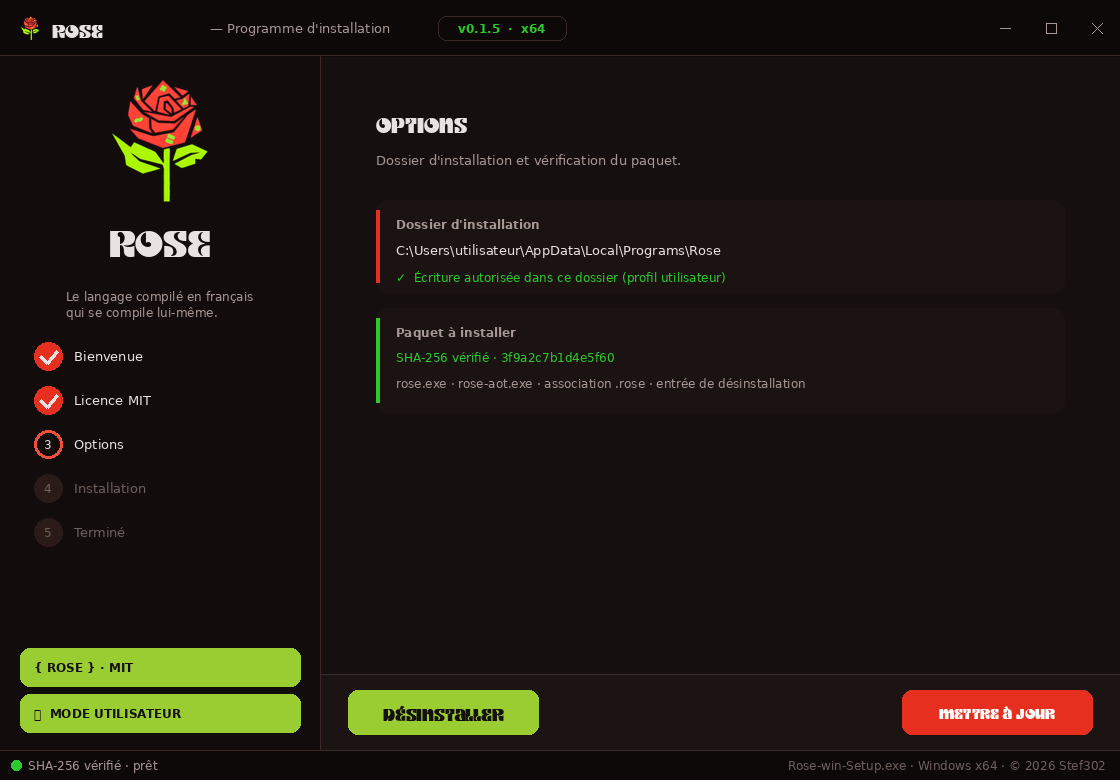 ROSE — Programme d'installation v0.1.5 · x64
ROSE
Le langage compilé en français
qui se compile lui-même.
Bienvenue
Licence MIT
3 Options
4 Installation
5 Terminé
{ ROSE } · MIT
MODE UTILISATEUR
OPTIONS
Dossier d'installation et vérification du paquet.
Dossier d'installation
C:\Users\utilisateur\AppData\Local\Programs\Rose
✓ Écriture autorisée dans ce dossier (profil utilisateur)
Paquet à installer
SHA-256 vérifié · 3f9a2c7b1d4e5f60
rose.exe · rose-aot.exe · association .rose · entrée de désinstallation
DÉSINSTALLER
METTRE À JOUR
SHA-256 vérifié · prêt
Rose-win-Setup.exe · Windows x64 · © 2026 Stef302